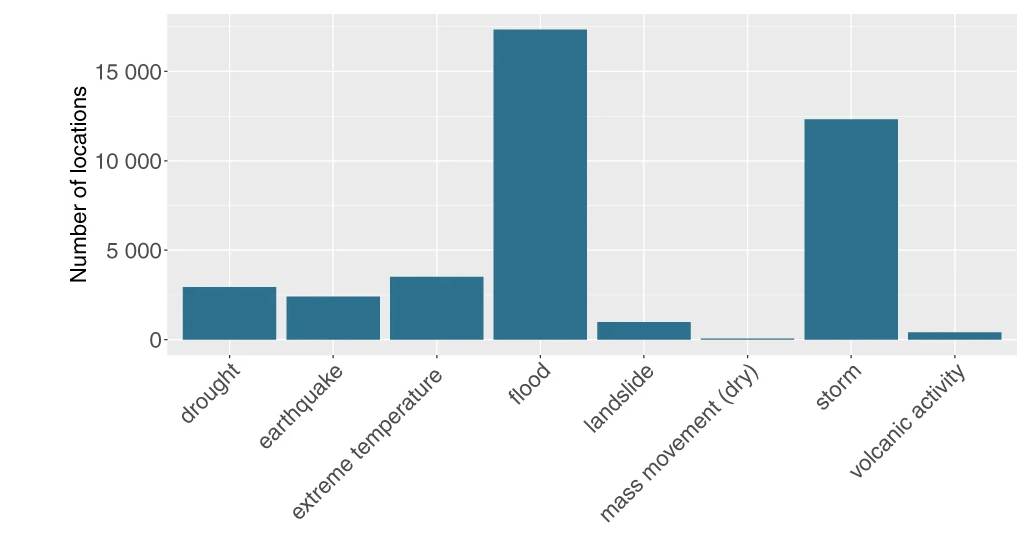 Number of locations
15 000
10 000
5 000
0
drought
earthquake
extreme temperature
flood
landslide
mass movement (dry)
storm
volcanic activity